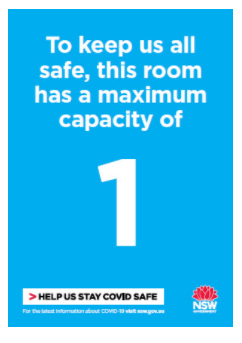 To keep us all
safe, this room
has a maximum
capacity of
1
> HELP US STAY COVID SAFE
For the latest information about COVID-19 visit nsw.gov.au
NSW
GOVERNMENT